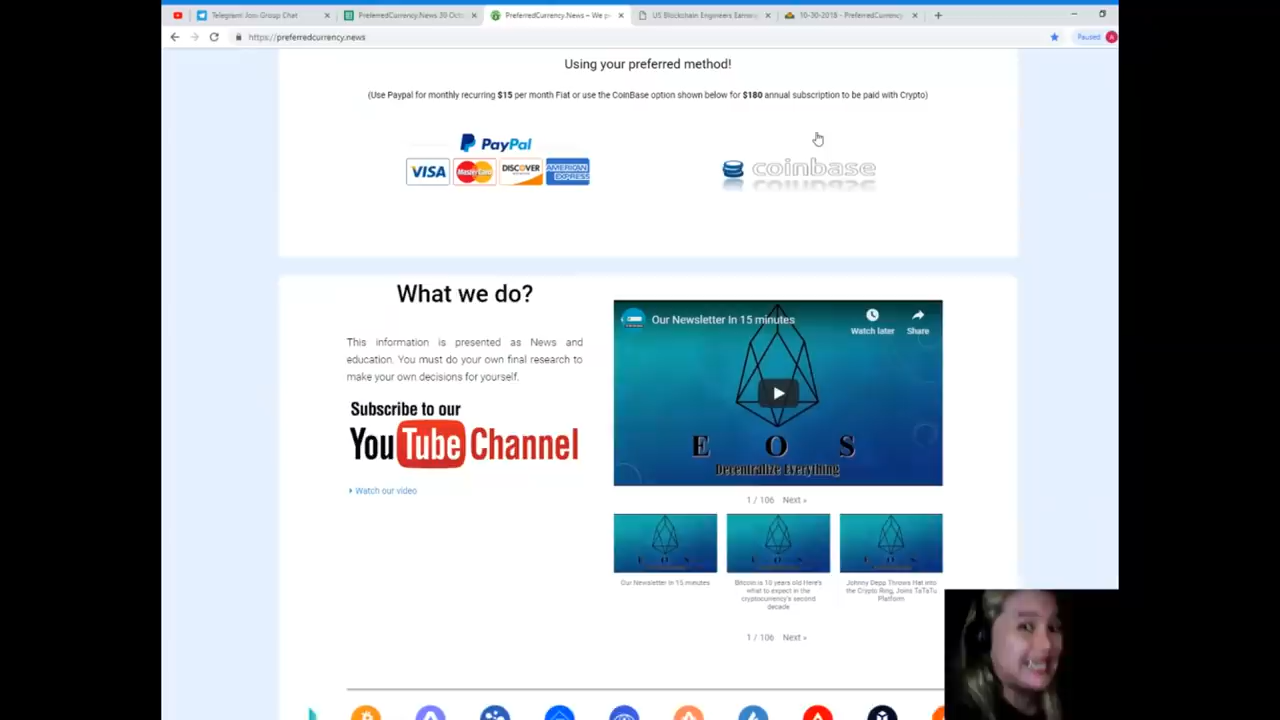 Telegram: Join Group Chat
PreferredCurrency.News 30 Octo
PreferredCurrency.News – We p
US Blockchain Engineers Earning
10-30-2018 - PreferredCurrency
https://preferredcurrency.news
Paused
A
Using your preferred method!
(Use Paypal for monthly recurring $15 per month Fiat or use the CoinBase option shown below for $180 annual subscription to be paid with Crypto)
PayPal
VISA
MasterCard
DISCOVER
AMERICAN EXPRESS
coinbase
What we do?
This information is presented as News and
education. You must do your own final research to
make your own decisions for yourself.
Subscribe to our
YouTube Channel
Watch our video
Our Newsletter In 15 minutes
Watch later
Share
E O S
Decentralize Everything
1 / 106 Next »
E O S
E O S
E O S
Our Newsletter In 15 minutes
Bitcoin is 10 years old Here's
what to expect in the
cryptocurrency's second
decade
Johnny Depp Throws Hat into
the Crypto Ring, Joins TaTaTu
Platform
1 / 106 Next »